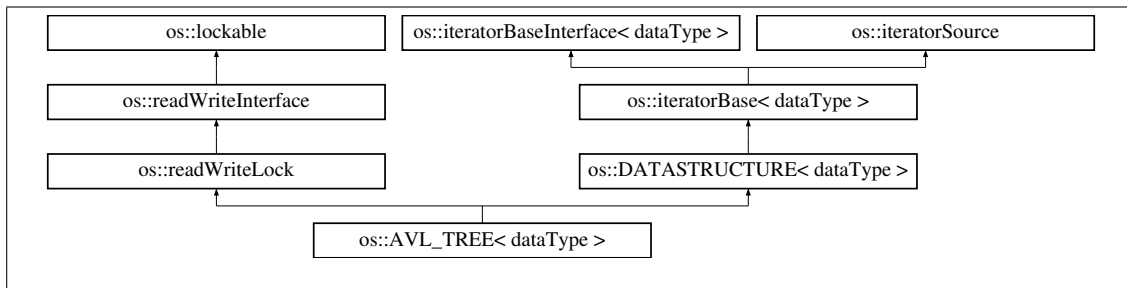 os::lockable
os::iteratorBaseInterface< dataType >
os::iteratorSource
os::readWriteInterface
os::iteratorBase< dataType >
os::readWriteLock
os::DATASTRUCTURE< dataType >
os::AVL_TREE< dataType >